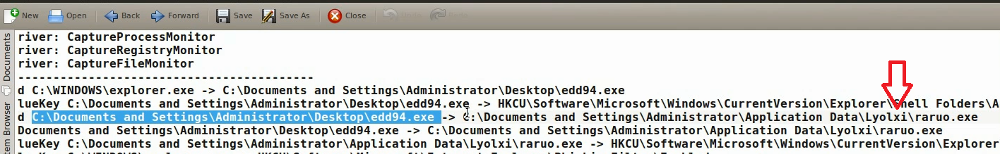 New Open Back Forward Save Save As Close Undo Redo
river: CaptureProcessMonitor
river: CaptureRegistryMonitor
river: CaptureFileMonitor
------------------------------------------
d C:\WINDOWS\explorer.exe -> C:\Documents and Settings\Administrator\Desktop\edd94.exe
lueKey C:\Documents and Settings\Administrator\Desktop\edd94.exe -> HKCU\Software\Microsoft\Windows\CurrentVersion\Explorer\Shell Folders\A
d C:\Documents and Settings\Administrator\Desktop\edd94.exe -> C:\Documents and Settings\Administrator\Application Data\Lyolxi\raruo.exe
Documents and Settings\Administrator\Desktop\edd94.exe -> C:\Documents and Settings\Administrator\Application Data\Lyolxi\raruo.exe
lueKey C:\Documents and Settings\Administrator\Application Data\Lyolxi\raruo.exe -> HKCU\Software\Microsoft\Windows\CurrentVersion\Explorer
Documents
tem Browser